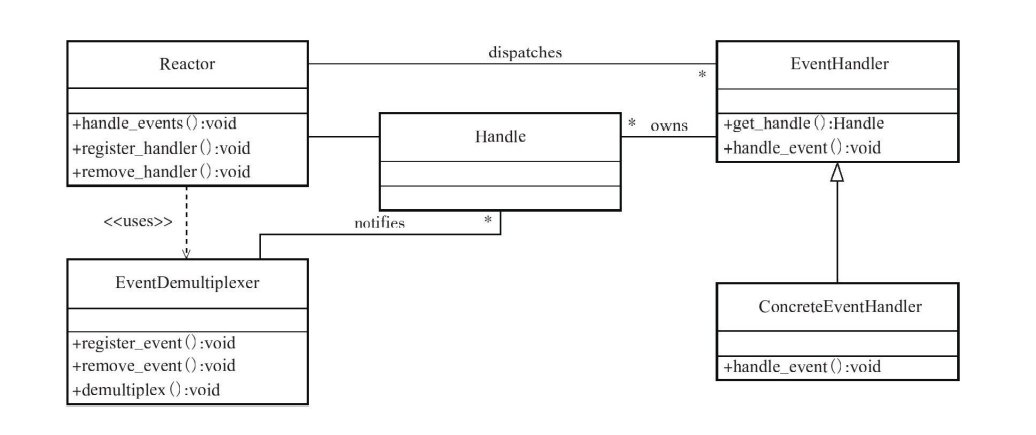 Reactor
+handle_events():void
+register_handler():void
+remove_handler():void
dispatches
*
EventHandler
+get_handle():Handle
+handle_event():void
Handle
* owns
<<uses>>
notifies
*
EventDemultiplexer
+register_event():void
+remove_event():void
+demultiplex():void
ConcreteEventHandler
+handle_event():void